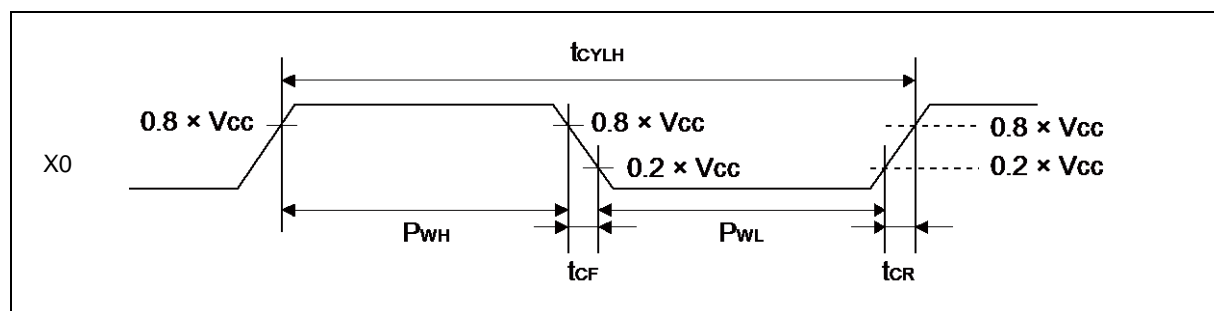 tCYLH
0.8 × VCC
0.8 × VCC
0.8 × VCC
X0
0.2 × VCC
0.2 × VCC
PWH
PWL
tCF
tCR